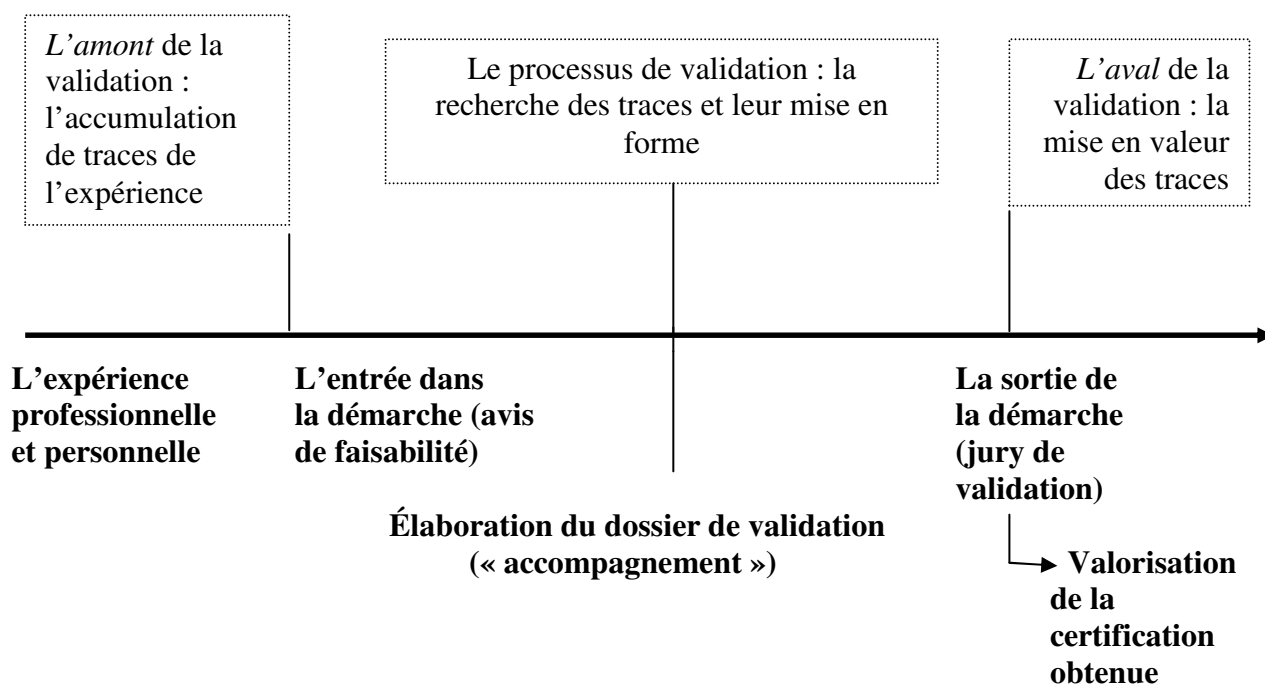 L’amont de la
validation :
l’accumulation
de traces de
l’expérience
Le processus de validation : la
recherche des traces et leur mise en
forme
L’aval de la
validation : la
mise en valeur
des traces
L’expérience
professionnelle
et personnelle
L’entrée dans
la démarche (avis
de faisabilité)
Élaboration du dossier de validation
(« accompagnement »)
La sortie de
la démarche
(jury de
validation)
Valorisation
de la
certification
obtenue